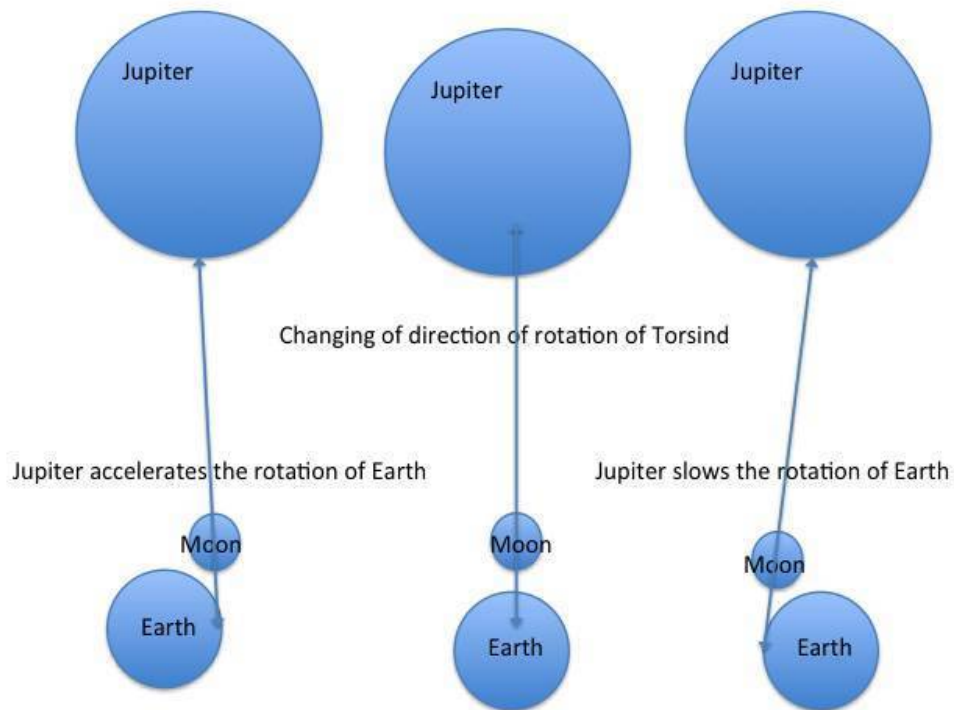 Jupiter
Jupiter
Jupiter
Changing of direction of rotation of Torsind
Jupiter accelerates the rotation of Earth
Jupiter slows the rotation of Earth
Moon
Moon
Moon
Earth
Earth
Earth